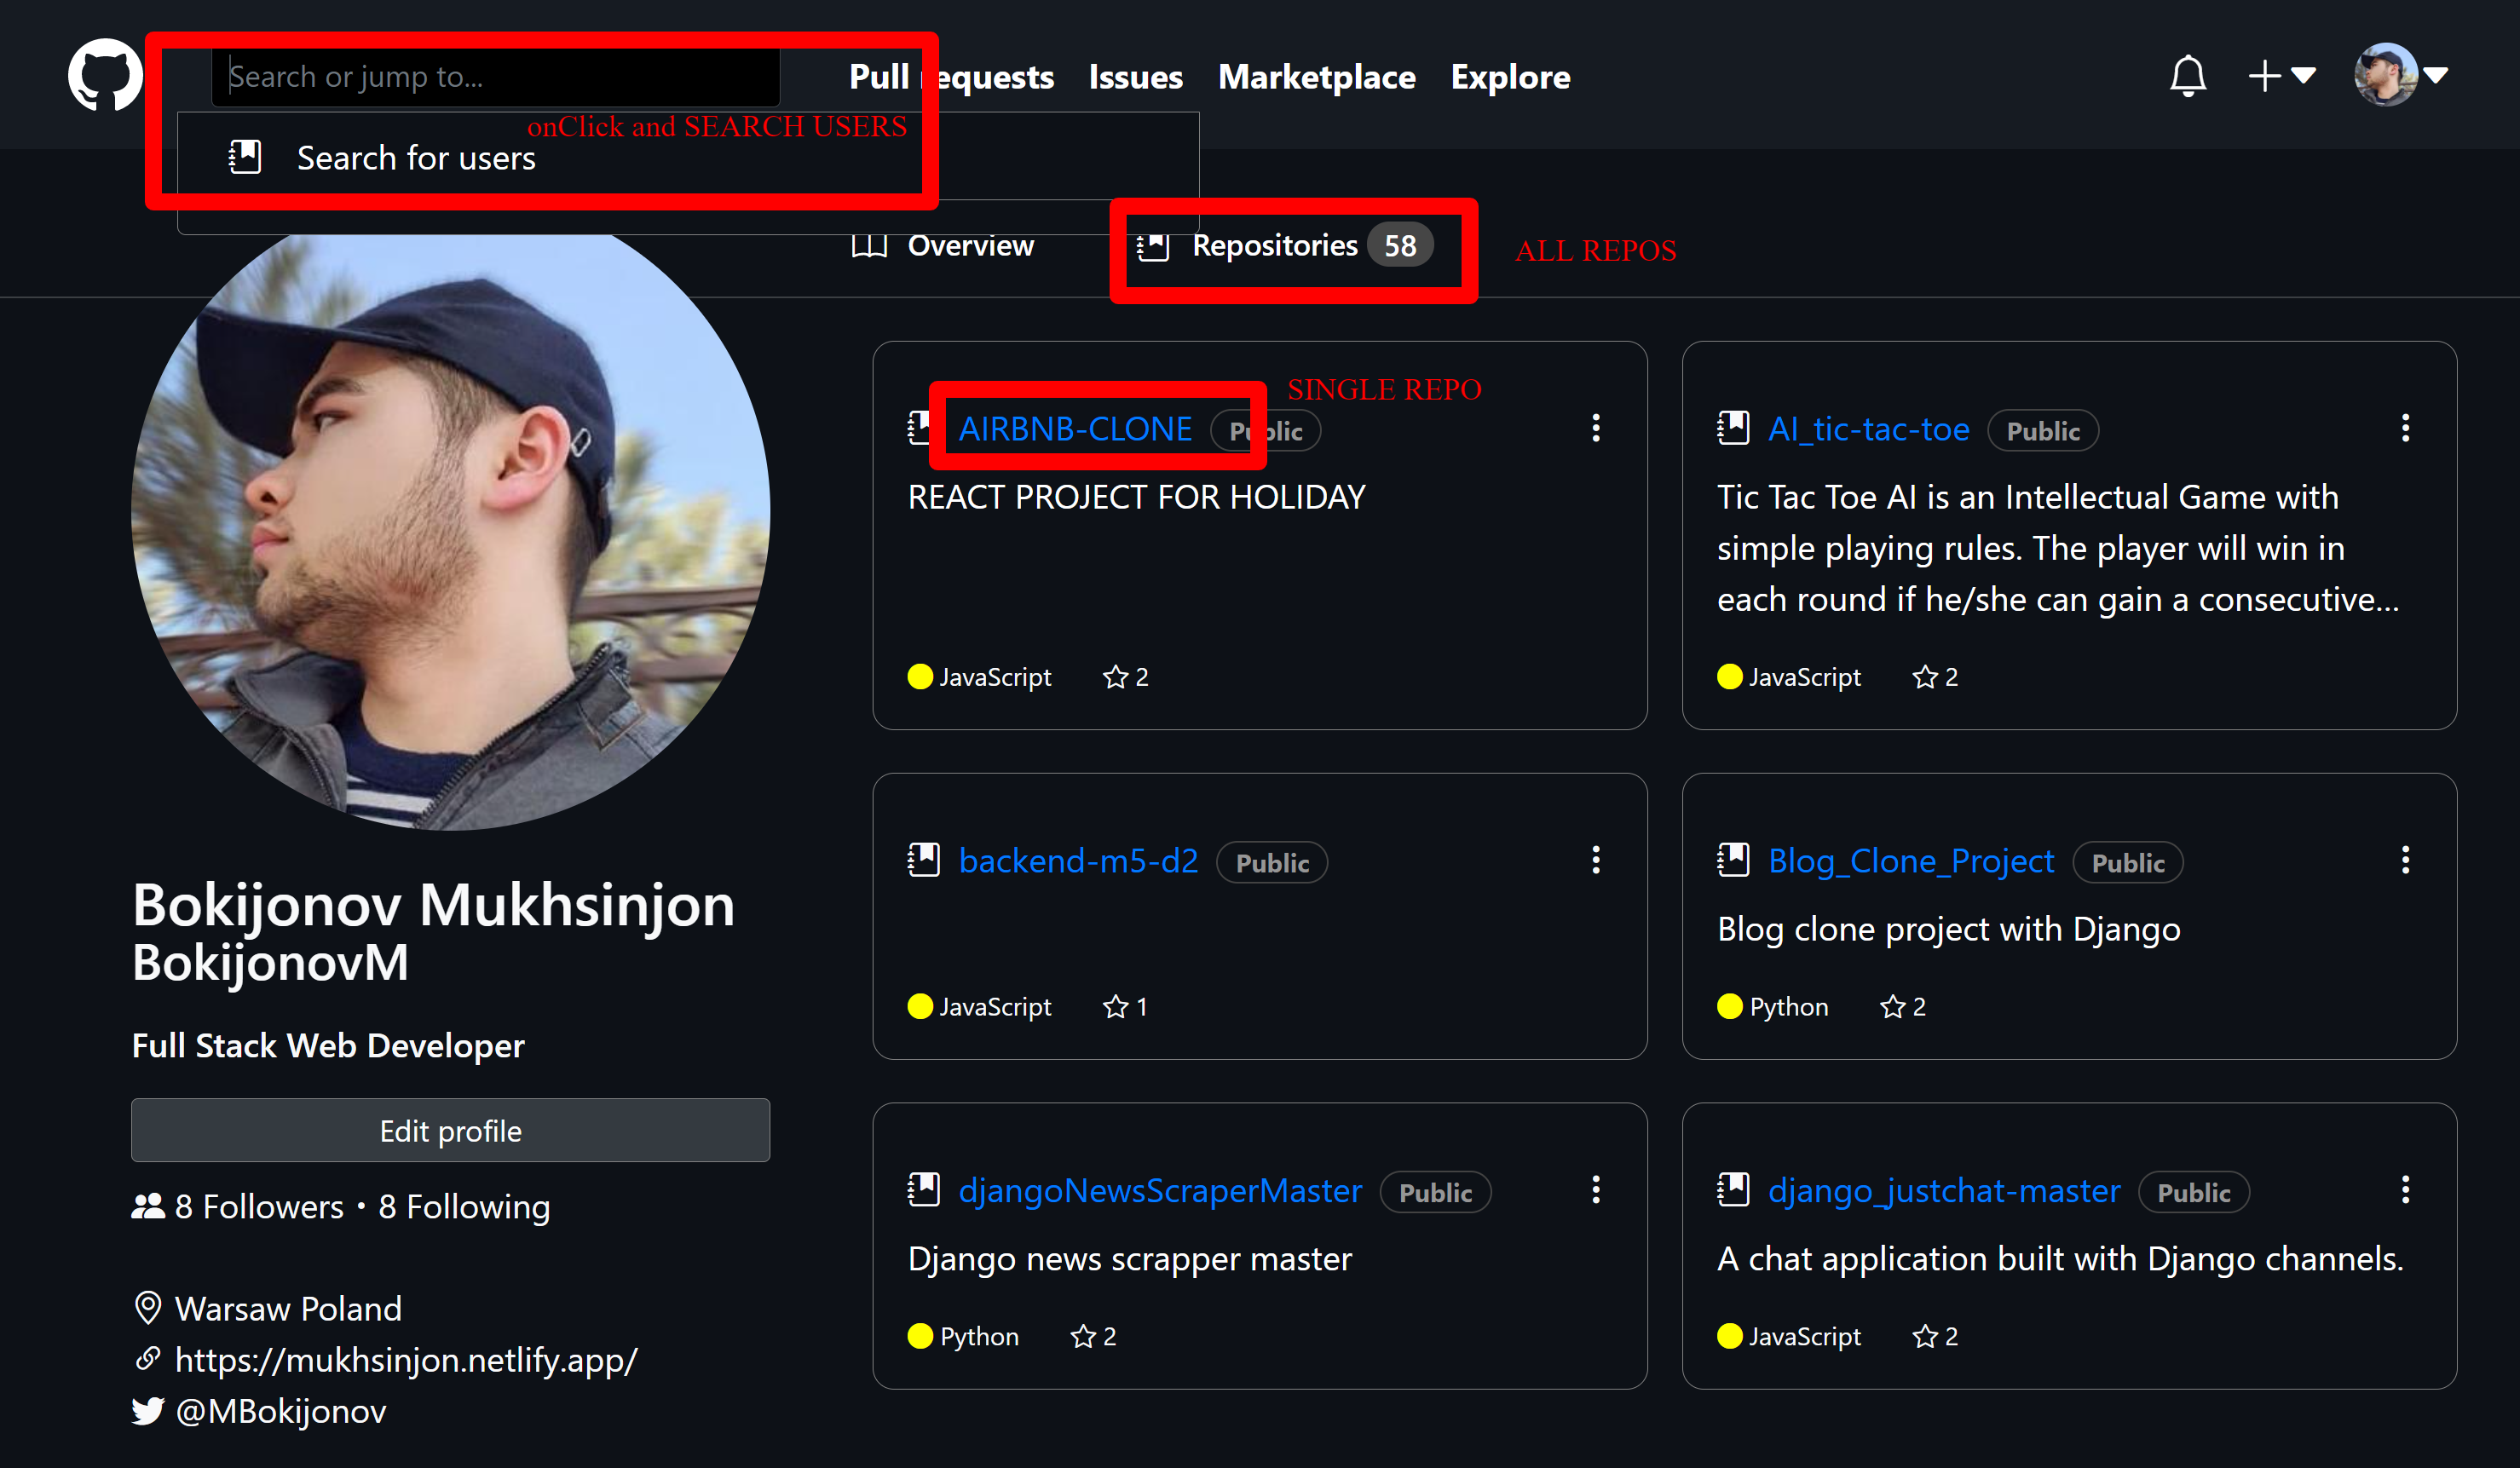 Search or jump to...
Pull requests Issues Marketplace Explore
onClick and SEARCH USERS
Search for users
Overview
Repositories 58
ALL REPOS
SINGLE REPO
AIRBNB-CLONE Public
REACT PROJECT FOR HOLIDAY
JavaScript 2
AI_tic-tac-toe Public
Tic Tac Toe AI is an Intellectual Game with
simple playing rules. The player will win in
each round if he/she can gain a consecutive...
JavaScript 2
backend-m5-d2 Public
JavaScript 1
Blog_Clone_Project Public
Blog clone project with Django
Python 2
djangoNewsScraperMaster Public
Django news scrapper master
Python 2
django_justchat-master Public
A chat application built with Django channels.
JavaScript 2
Bokijonov Mukhsinjon
BokijonovM
Full Stack Web Developer
Edit profile
8 Followers • 8 Following
Warsaw Poland
https://mukhsinjon.netlify.app/
@MBokijonov